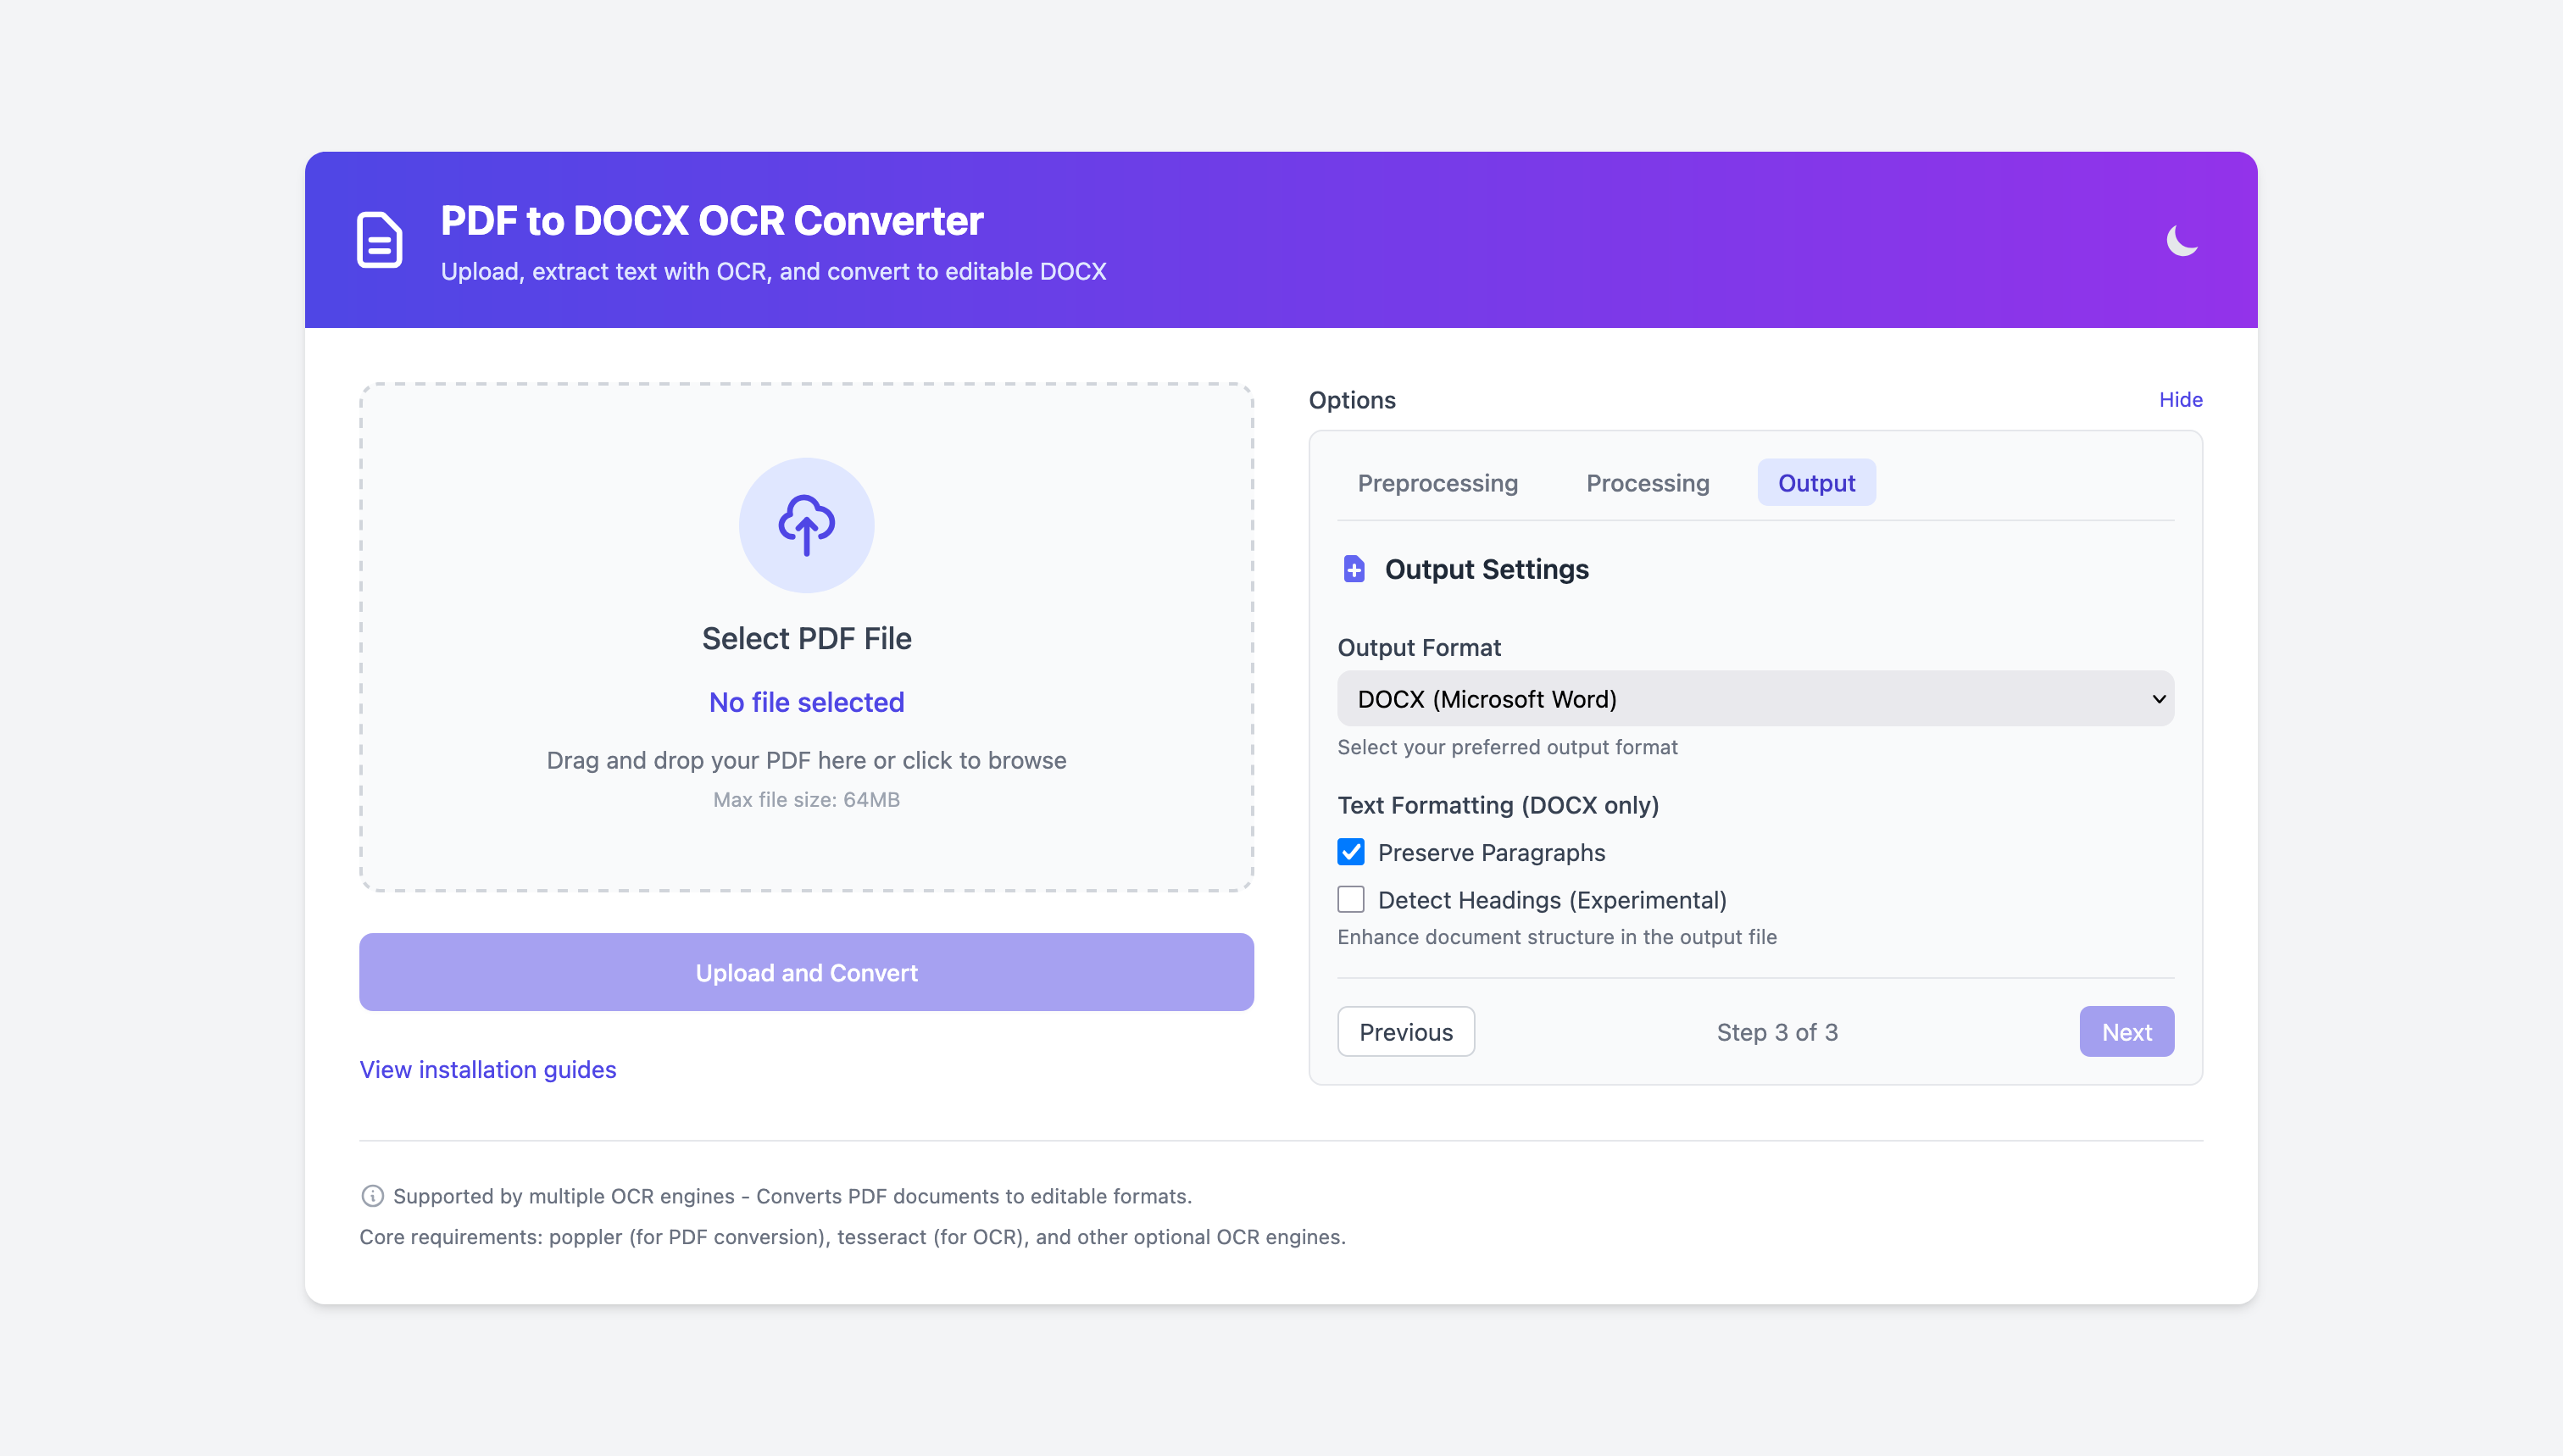 PDF to DOCX OCR Converter
Upload, extract text with OCR, and convert to editable DOCX
Select PDF File
No file selected
Drag and drop your PDF here or click to browse
Max file size: 64MB
Upload and Convert
View installation guides
Options
Hide
Preprocessing
Processing
Output
Output Settings
Output Format
DOCX (Microsoft Word)
Select your preferred output format
Text Formatting (DOCX only)
Preserve Paragraphs
Detect Headings (Experimental)
Enhance document structure in the output file
Previous
Step 3 of 3
Next
Supported by multiple OCR engines - Converts PDF documents to editable formats.
Core requirements: poppler (for PDF conversion), tesseract (for OCR), and other optional OCR engines.